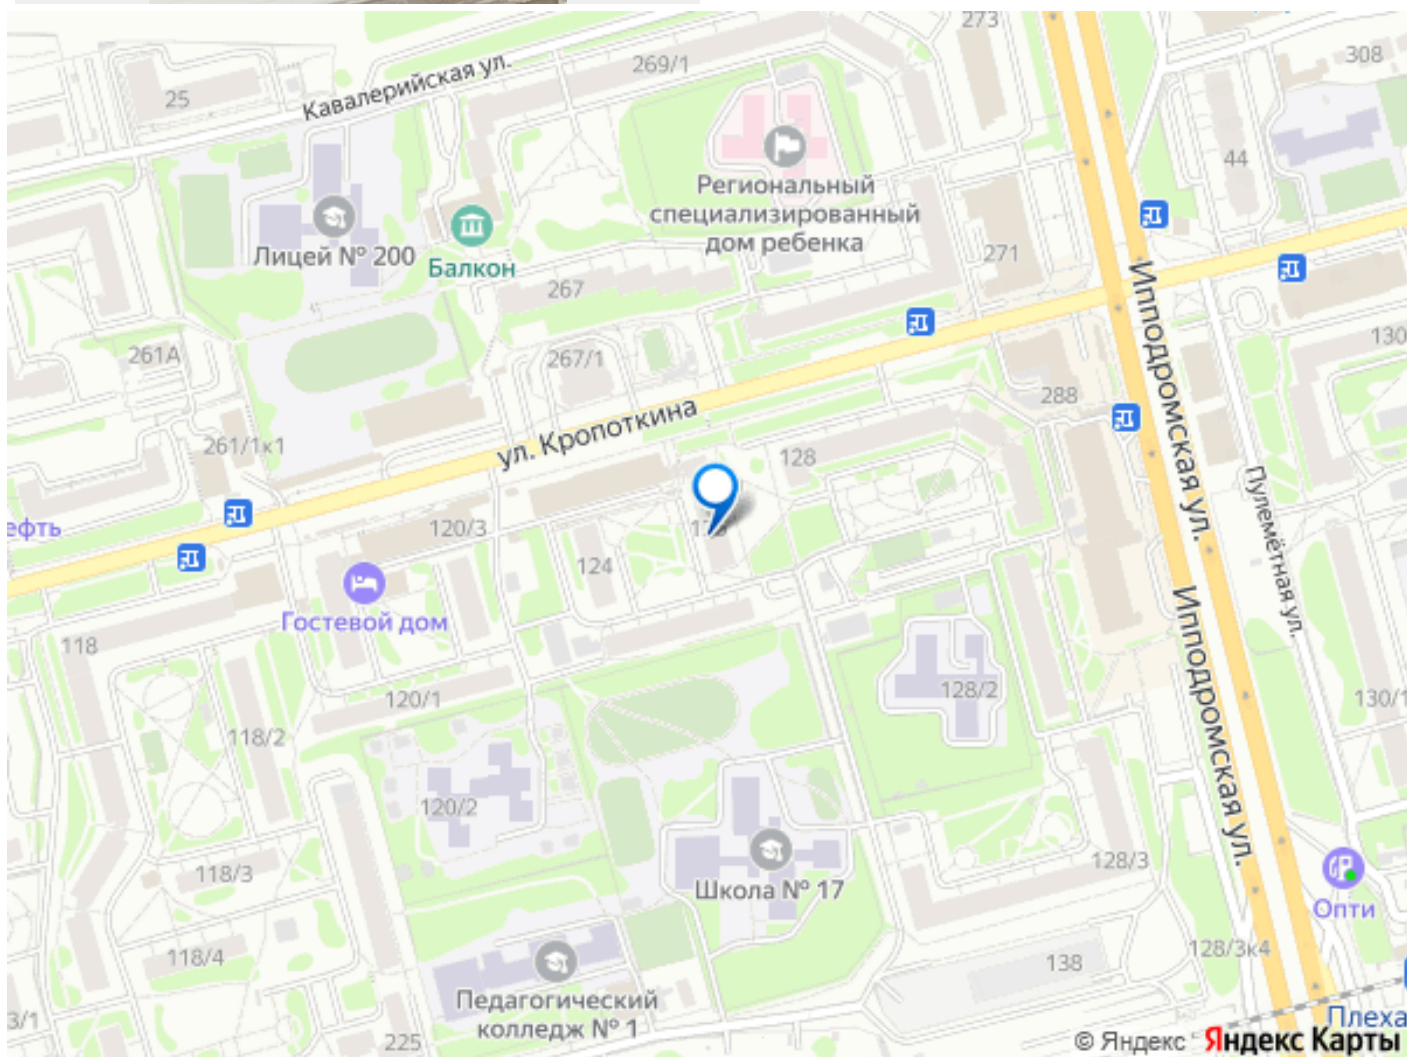 273
308
269/1
Кавалерийская ул.
25
44
Региональный
специализированный
дом ребенка
Лицей № 200
Балкон
271
267
Ипподромская ул.
130
261А
267/1
288
ул. Кропоткина
261/1к1
128
Пулемётная ул.
ефть
120/3
124
Гостевой дом
Ипподромская ул.
118
128/2
120/1
130/1
118/2
120/2
128/3
118/3
Школа № 17
Опти
128/3к4
118/4
138
Педагогический
колледж № 1
3/1
225
Плеха
© Яндекс Яндекс Карты